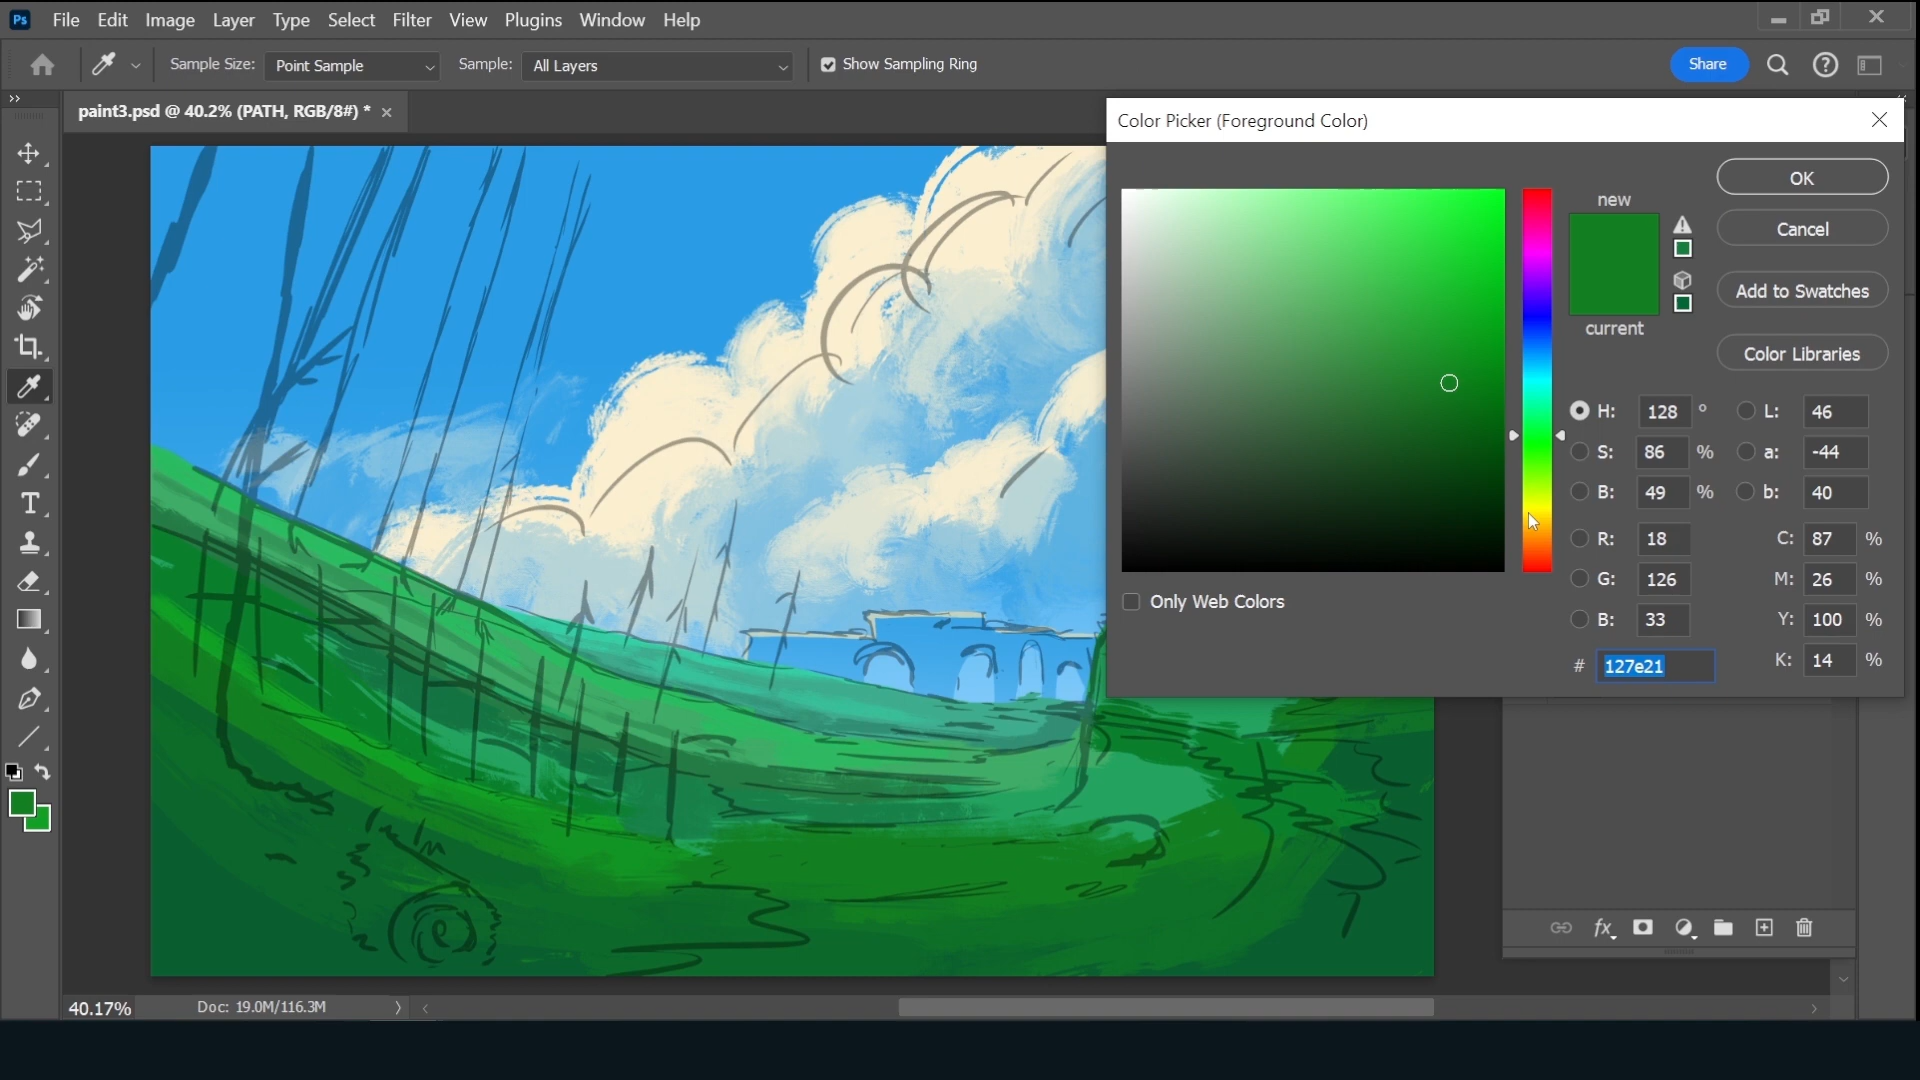 Ps File Edit Image Layer Type Select Filter View Plugins Window Help
Sample Size: Point Sample Sample: All Layers Show Sampling Ring Share
paint3.psd @ 40.2% (PATH, RGB/8#) *
Color Picker (Foreground Color)
new
current
OK
Cancel
Add to Swatches
Color Libraries
H: 128 ° L: 46
S: 86 % a: -44
B: 49 % b: 40
R: 18 C: 87 %
G: 126 M: 26 %
B: 33 Y: 100 %
# 127e21 K: 14 %
Only Web Colors
fx
40.17% Doc: 19.0M/116.3M